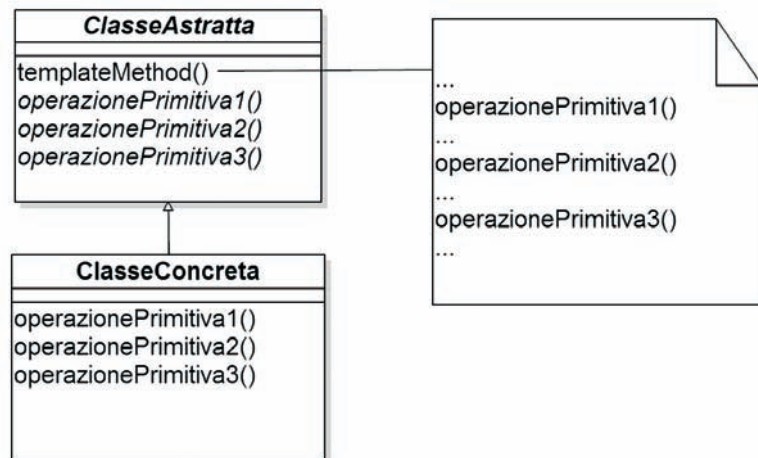 ClasseAstratta
templateMethod()
operazionePrimitiva1()
operazionePrimitiva2()
operazionePrimitiva3()
...
operazionePrimitiva1()
...
operazionePrimitiva2()
...
operazionePrimitiva3()
...
ClasseConcreta
operazionePrimitiva1()
operazionePrimitiva2()
operazionePrimitiva3()